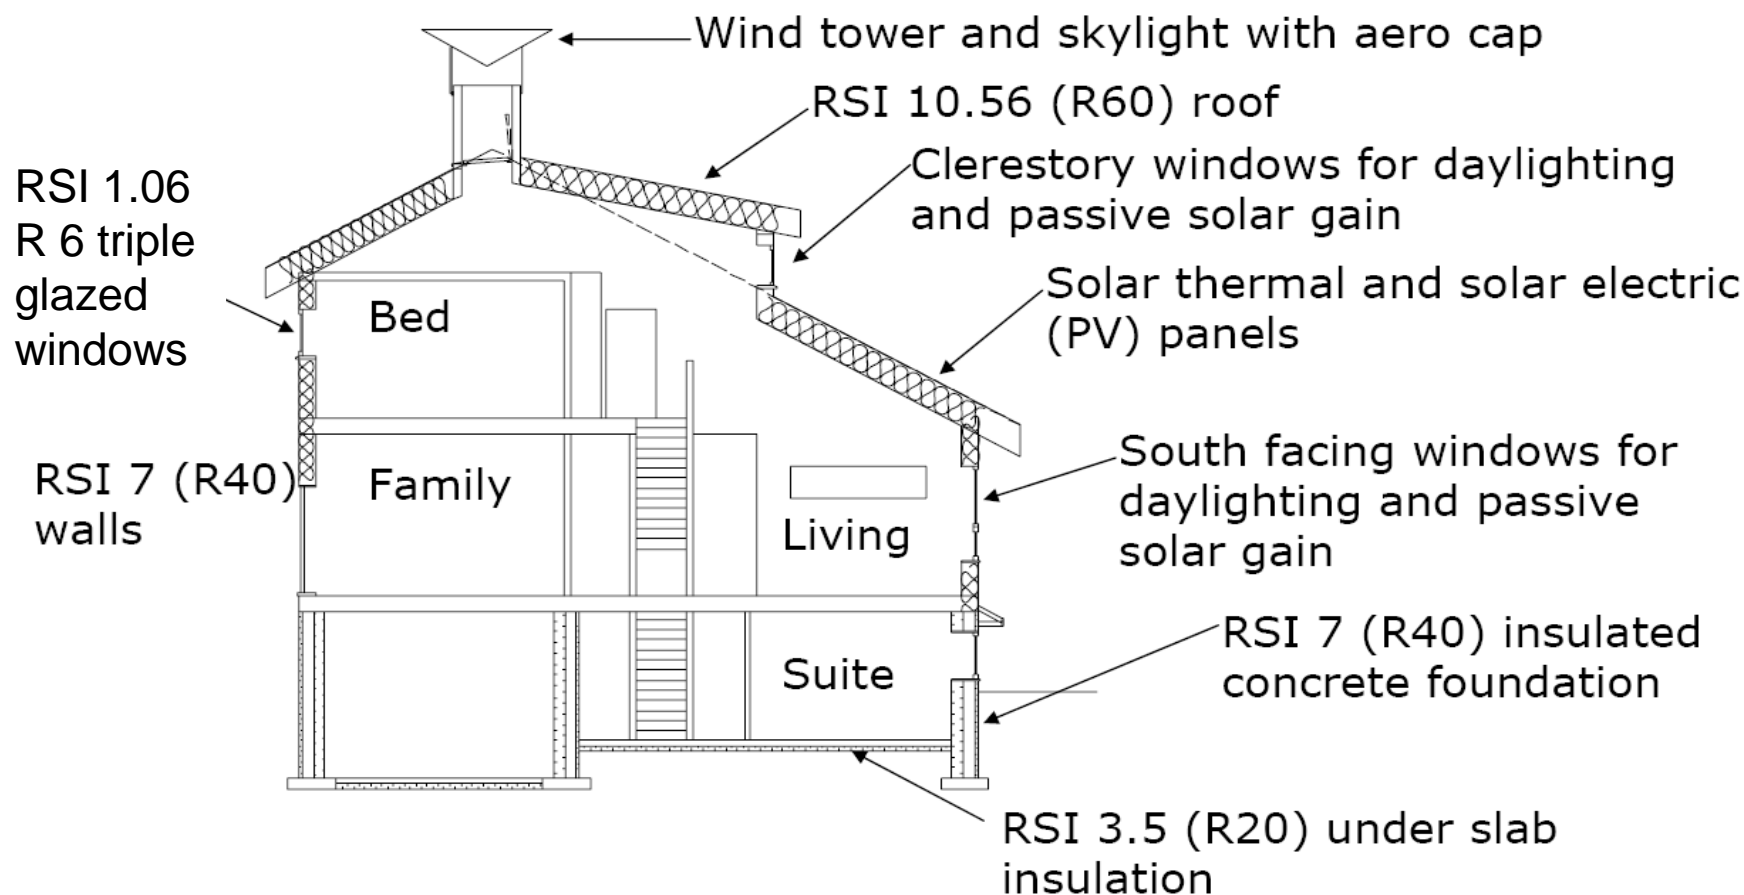 Wind tower and skylight with aero cap
RSI 10.56 (R60) roof
Clerestory windows for daylighting
and passive solar gain
RSI 1.06
R 6 triple
glazed
windows
Solar thermal and solar electric
(PV) panels
Bed
RSI 7 (R40)
walls
Family
Living
South facing windows for
daylighting and passive
solar gain
Suite
RSI 7 (R40) insulated
concrete foundation
RSI 3.5 (R20) under slab
insulation